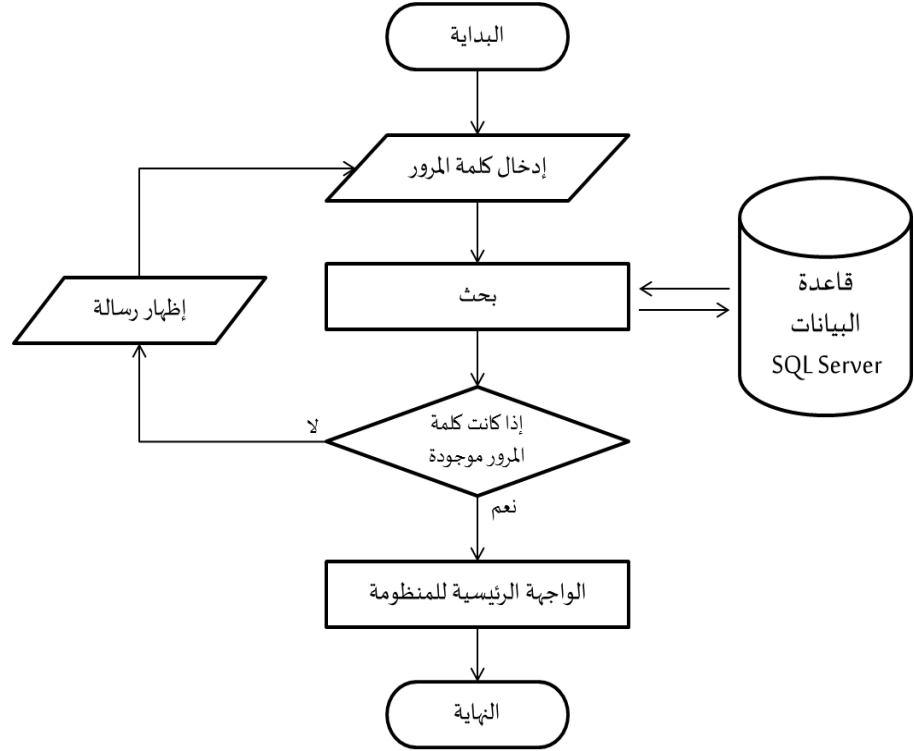 البداية
إدخال كلمة المرور
بحث
قاعدة
البيانات
SQL Server
إظهار رسالة
إذا كانت كلمة
المرور موجودة
لا
نعم
الواجهة الرئيسية للمنظومة
النهاية